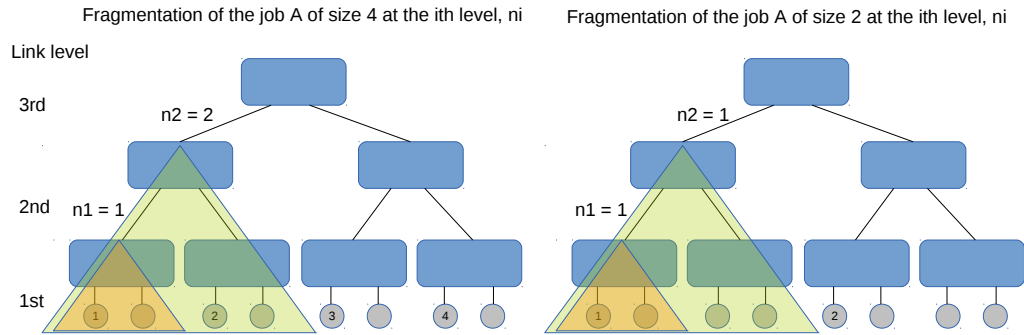 Fragmentation of the job A of size 4 at the ith level, ni
Fragmentation of the job A of size 2 at the ith level, ni
Link level
3rd
n2 = 2
n2 = 1
2nd
n1 = 1
n1 = 1
1st
1
2
3
4
1
2